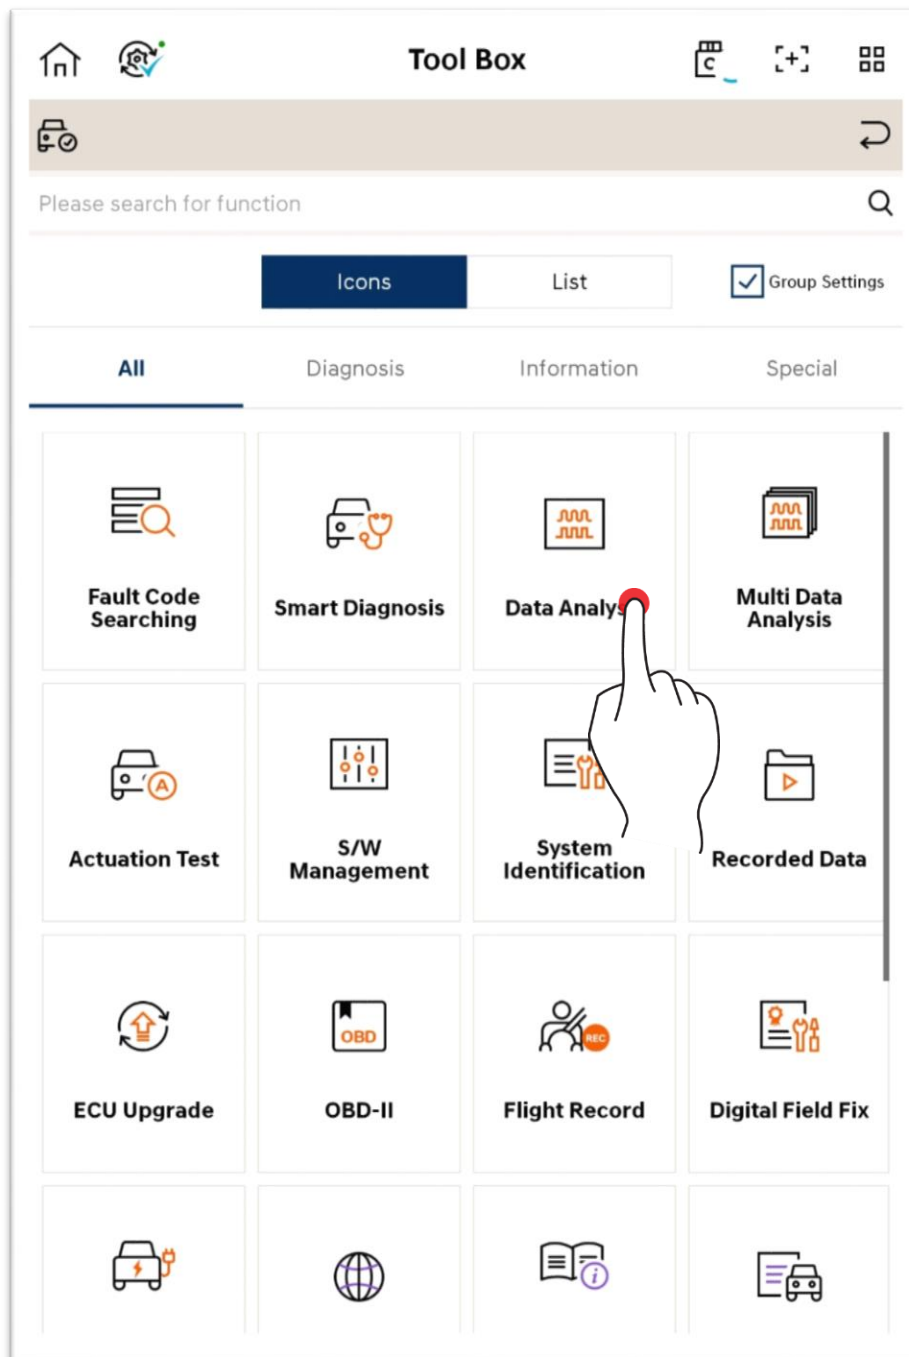 Tool Box
C
Please search for function
Icons
List
Group Settings
All
Diagnosis
Information
Special
Fault Code
Searching
Smart Diagnosis
Data
Multi Data
Analysis
A
Actuation Test
S/W
Management
System
Identification
Recorded Data
ECU Upgrade
OBD
OBD-II
REC
Flight Record
Digital Field Fix
i